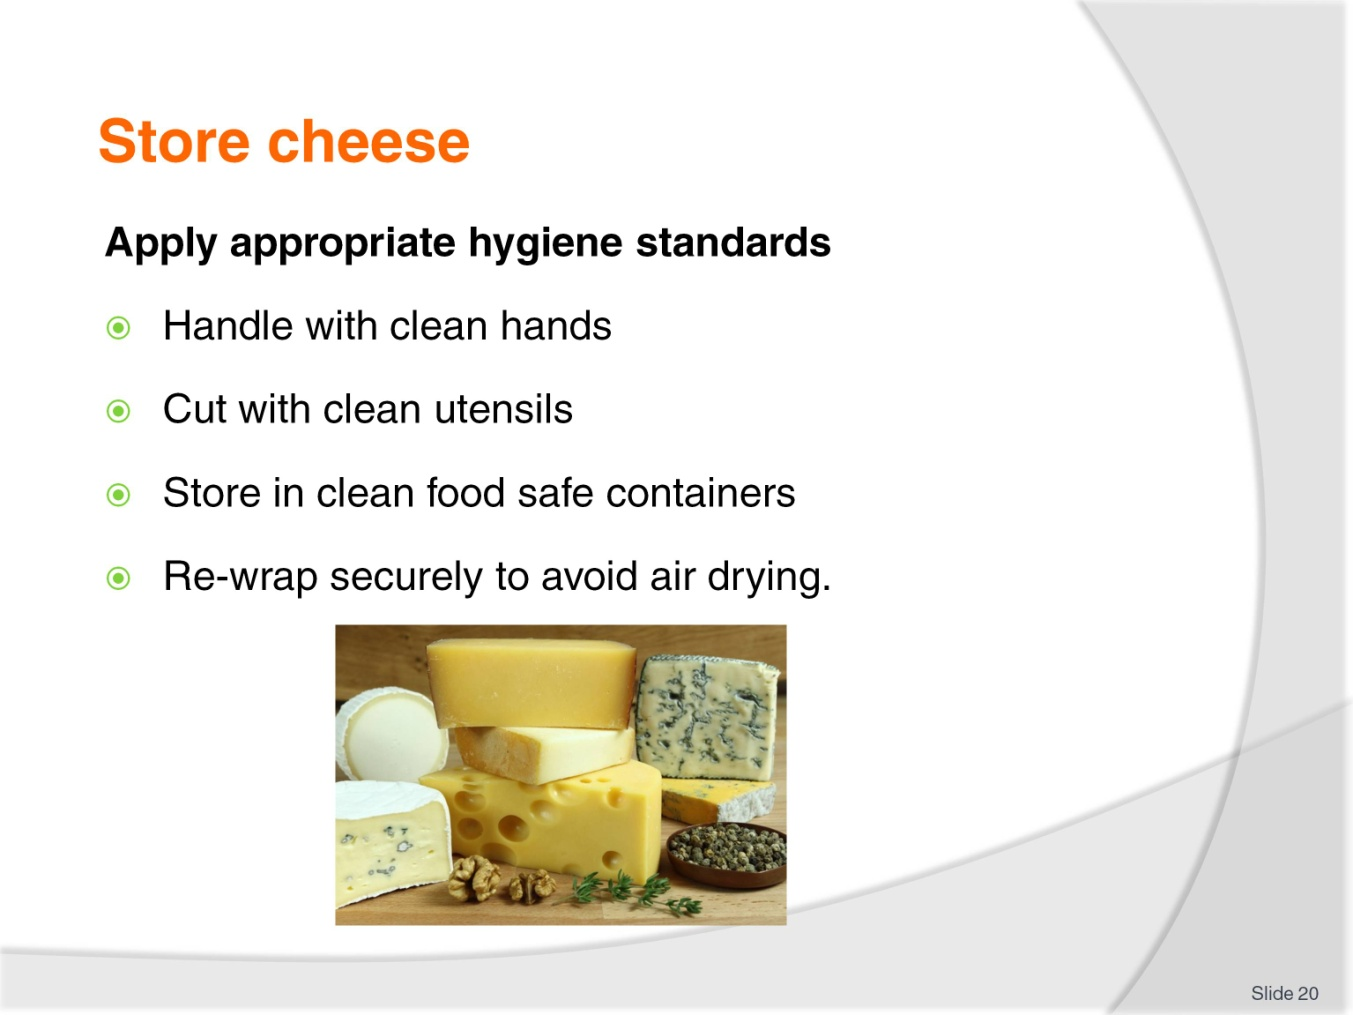 Store cheese
Apply appropriate hygiene standards
Handle with clean hands
Cut with clean utensils
Store in clean food safe containers
Re-wrap securely to avoid air drying.
Slide 20